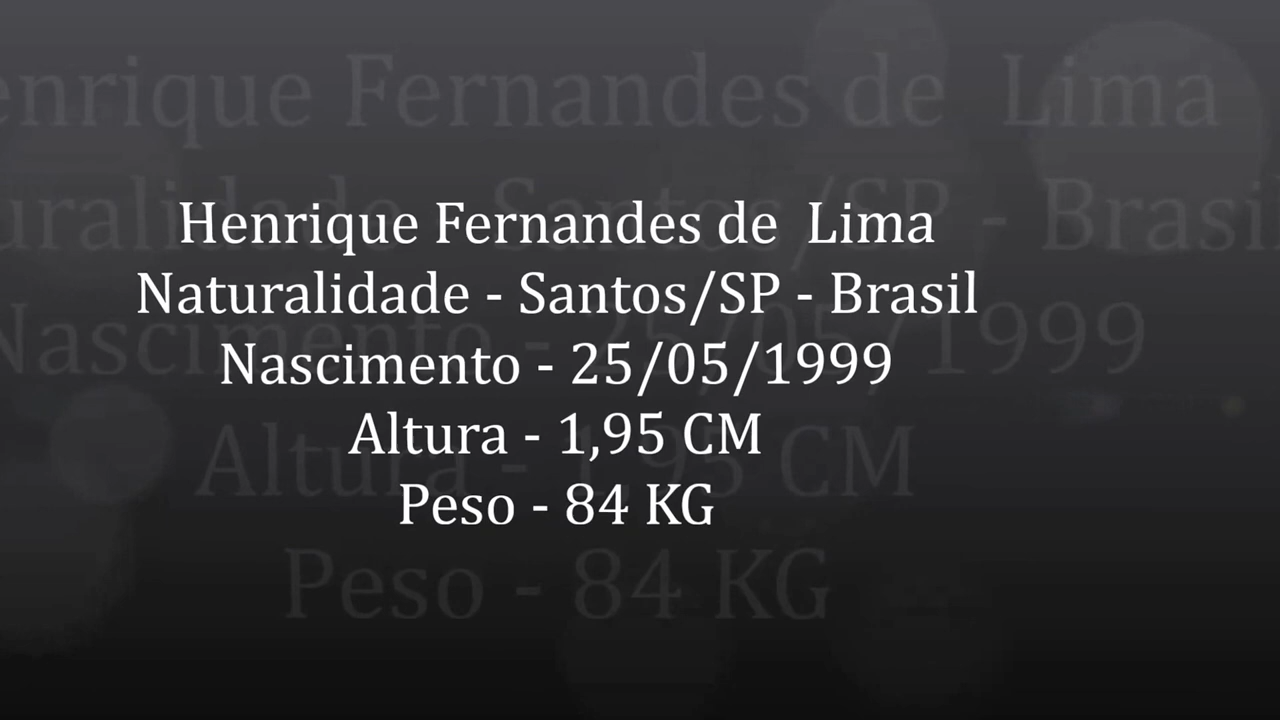 Henrique Fernandes de  Lima
Naturalidade - Santos/SP - Brasil
Nascimento - 25/05/1999
Altura - 1,95 CM
Peso - 84 KG